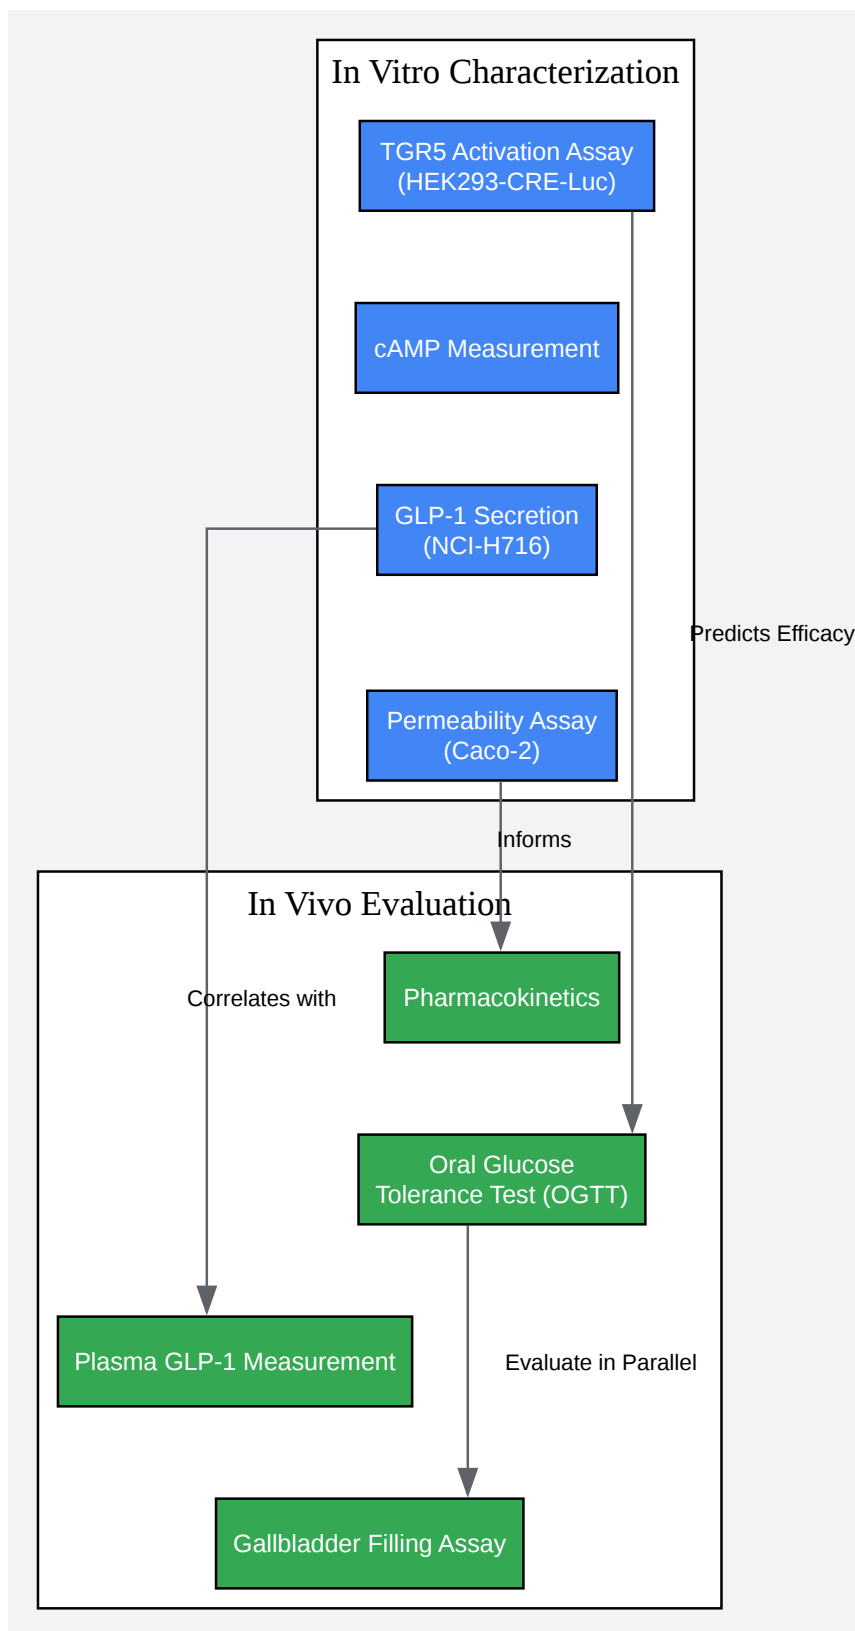 In Vitro Characterization
TGR5 Activation Assay
(HEK293-CRE-Luc)
cAMP Measurement
GLP-1 Secretion
(NCI-H716)
Predicts Efficacy
Permeability Assay
(Caco-2)
Informs
In Vivo Evaluation
Correlates with
Pharmacokinetics
Oral Glucose
Tolerance Test (OGTT)
Plasma GLP-1 Measurement
Evaluate in Parallel
Gallbladder Filling Assay